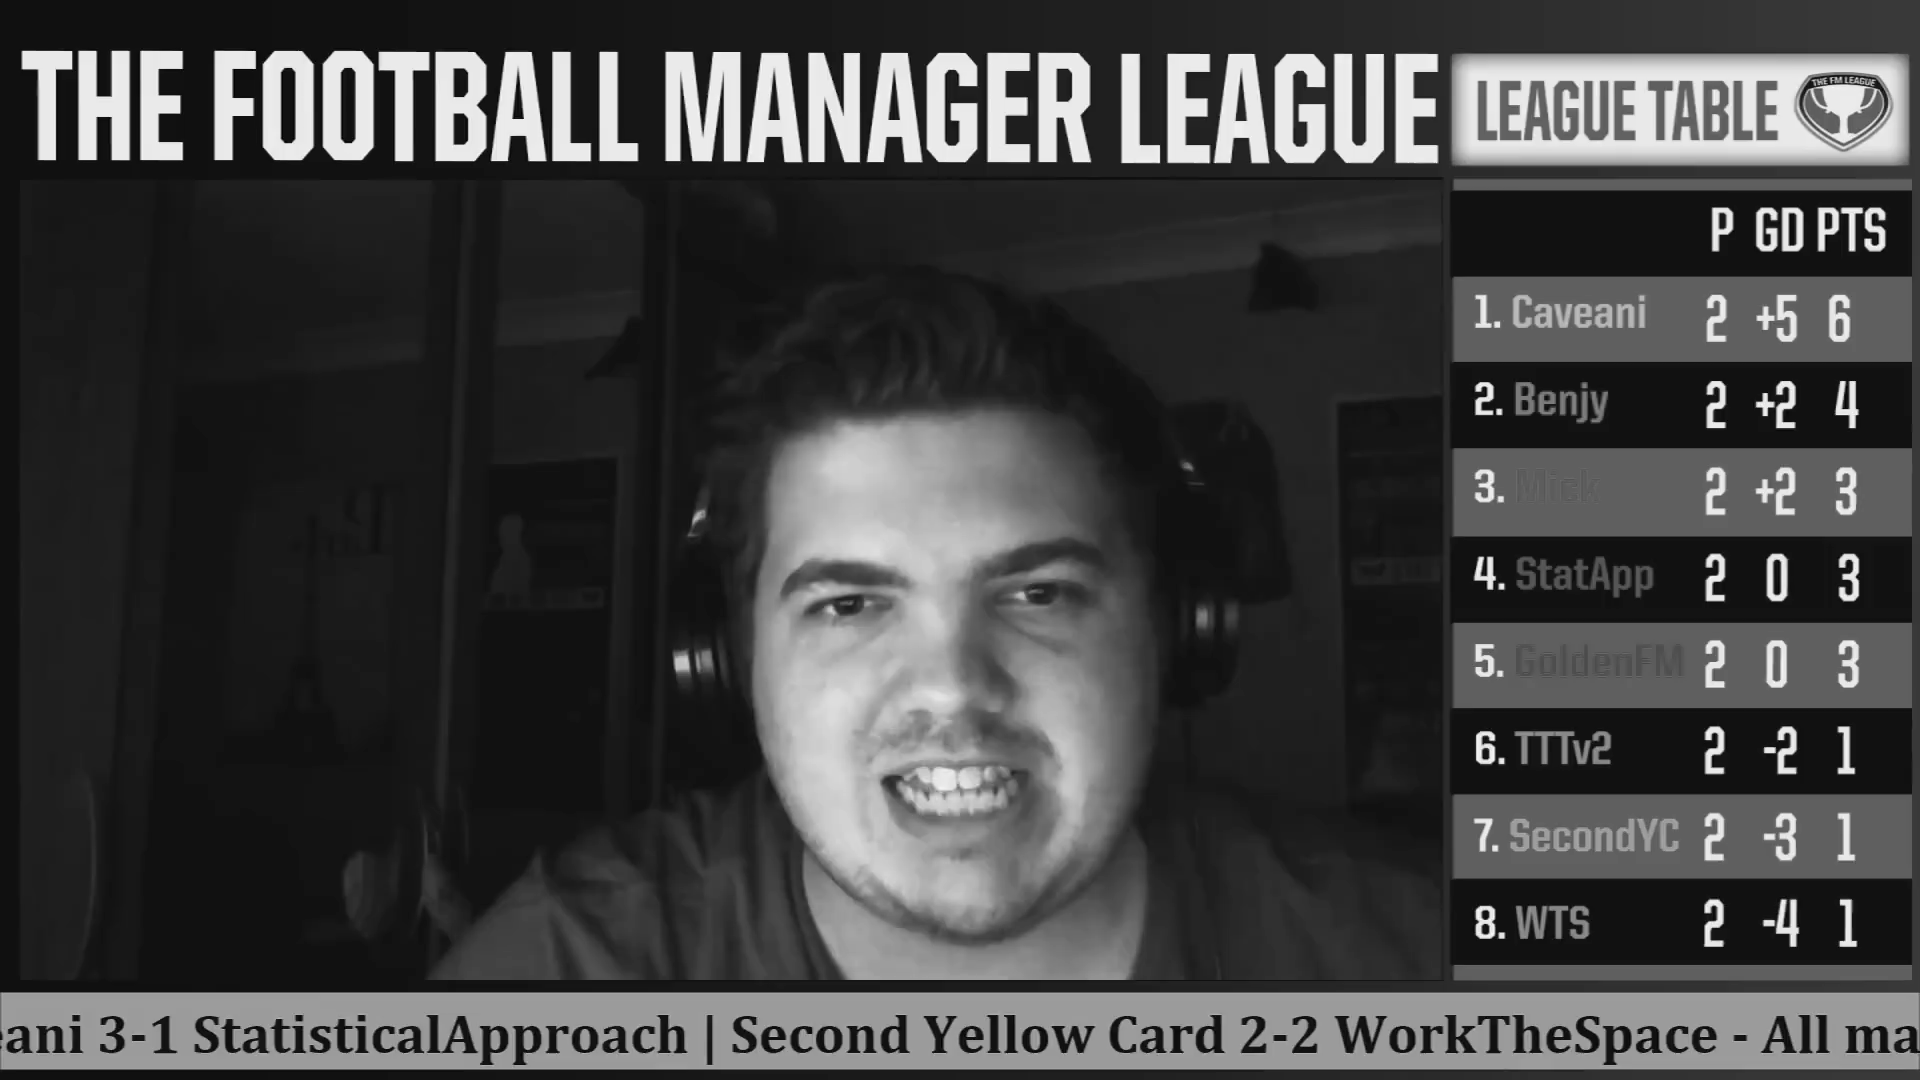 THE FOOTBALL MANAGER LEAGUE
LEAGUE TABLE
THE FM LEAGUE
P GD PTS
1. Caveani 2 +5 6
2. Benjy 2 +2 4
3. Mick 2 +2 3
4. StatApp 2 0 3
5. GoldenFM 2 0 3
6. TTTv2 2 -2 1
7. SecondYC 2 -3 1
8. WTS 2 -4 1
eani 3-1 StatisticalApproach | Second Yellow Card 2-2 WorkTheSpace - All ma